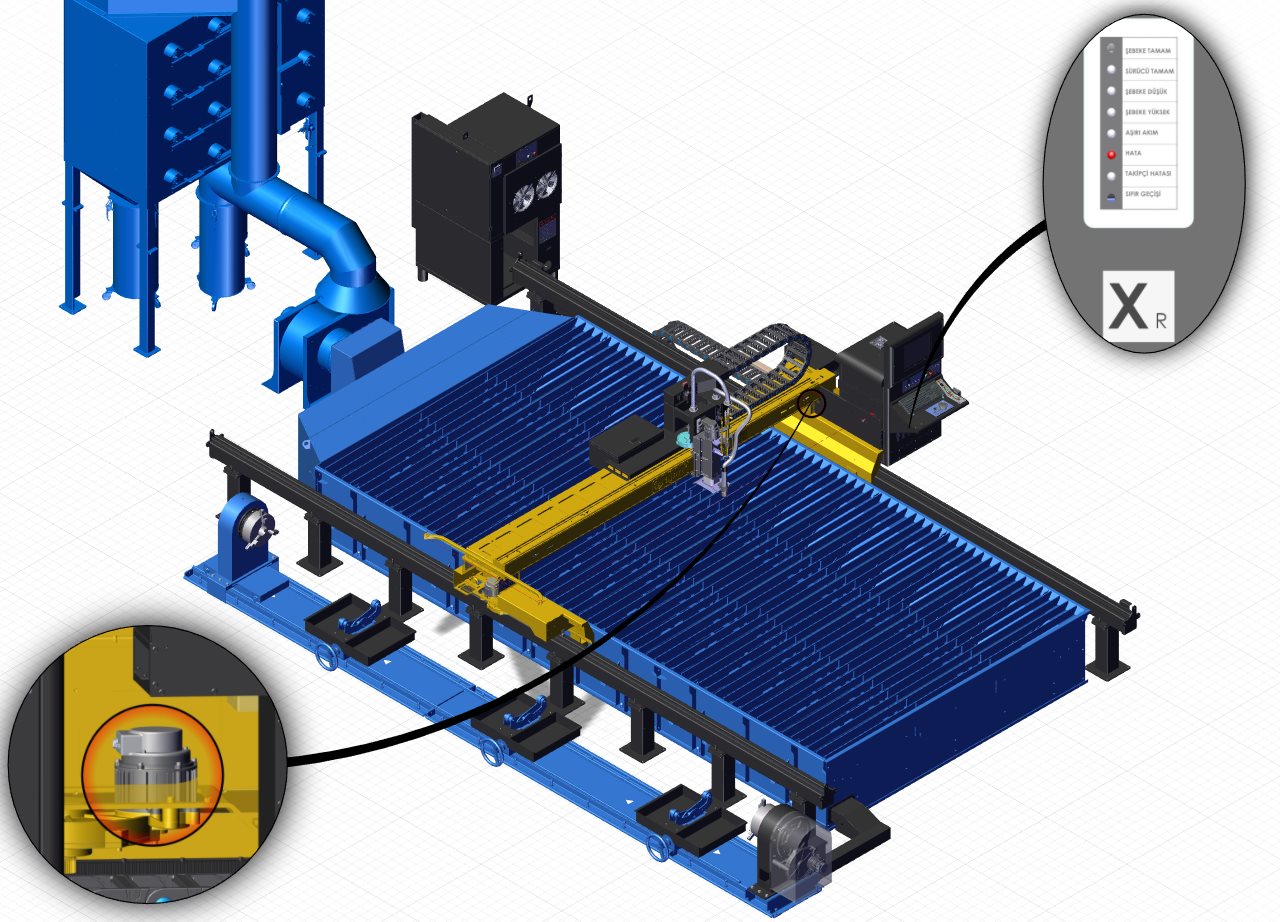 ŞEBEKE TAMAM
SÜRÜCÜ TAMAM
ŞEBEKE DÜŞÜK
ŞEBEKE YÜKSEK
AŞIRI AKIM
HATA
TAKİPÇİ HATASI
SIFIR GEÇİŞİ
X R